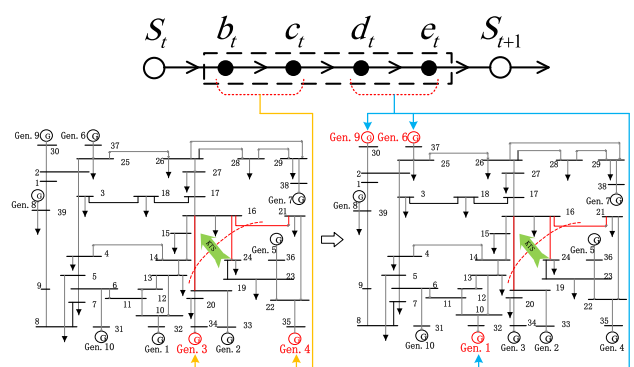 S_t b_t c_t d_t e_t S_{t+1}
Gen. 9 G Gen. 6 G 37
30 25 26 28 29
2 27
1 38
G Gen. 7 G
Gen. 8 3 18 17
39 16 21
15 Gen. 5
KTS G
4 14 24 36
5 13 23
6 12 19
9 7 11 10 20 22
8 31 32 34 33 35
G G G G G
Gen. 10 Gen. 1 Gen. 3 Gen. 2 Gen. 4
Gen. 9 G Gen. 6 G 37
30 25 26 28 29
2 27
1 38
G Gen. 7 G
Gen. 8 3 18 17
39 16 21
15 Gen. 5
KTS G
4 14 24 36
5 13 23
6 12 19
9 7 11 10 20 22
8 31 32 34 33 35
G G G G G
Gen. 10 Gen. 1 Gen. 3 Gen. 2 Gen. 4